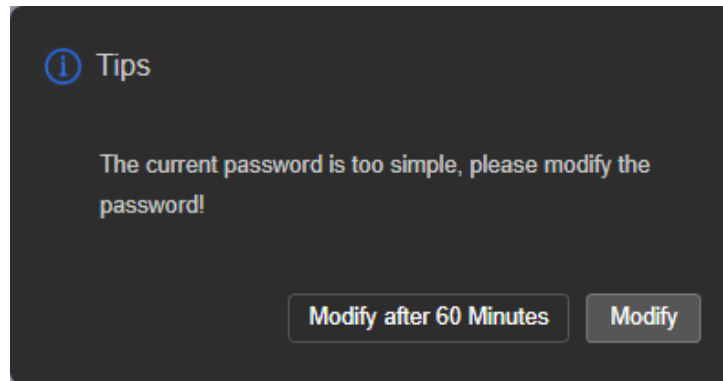 Tips
The current password is too simple, please modify the
password!
Modify after 60 Minutes Modify